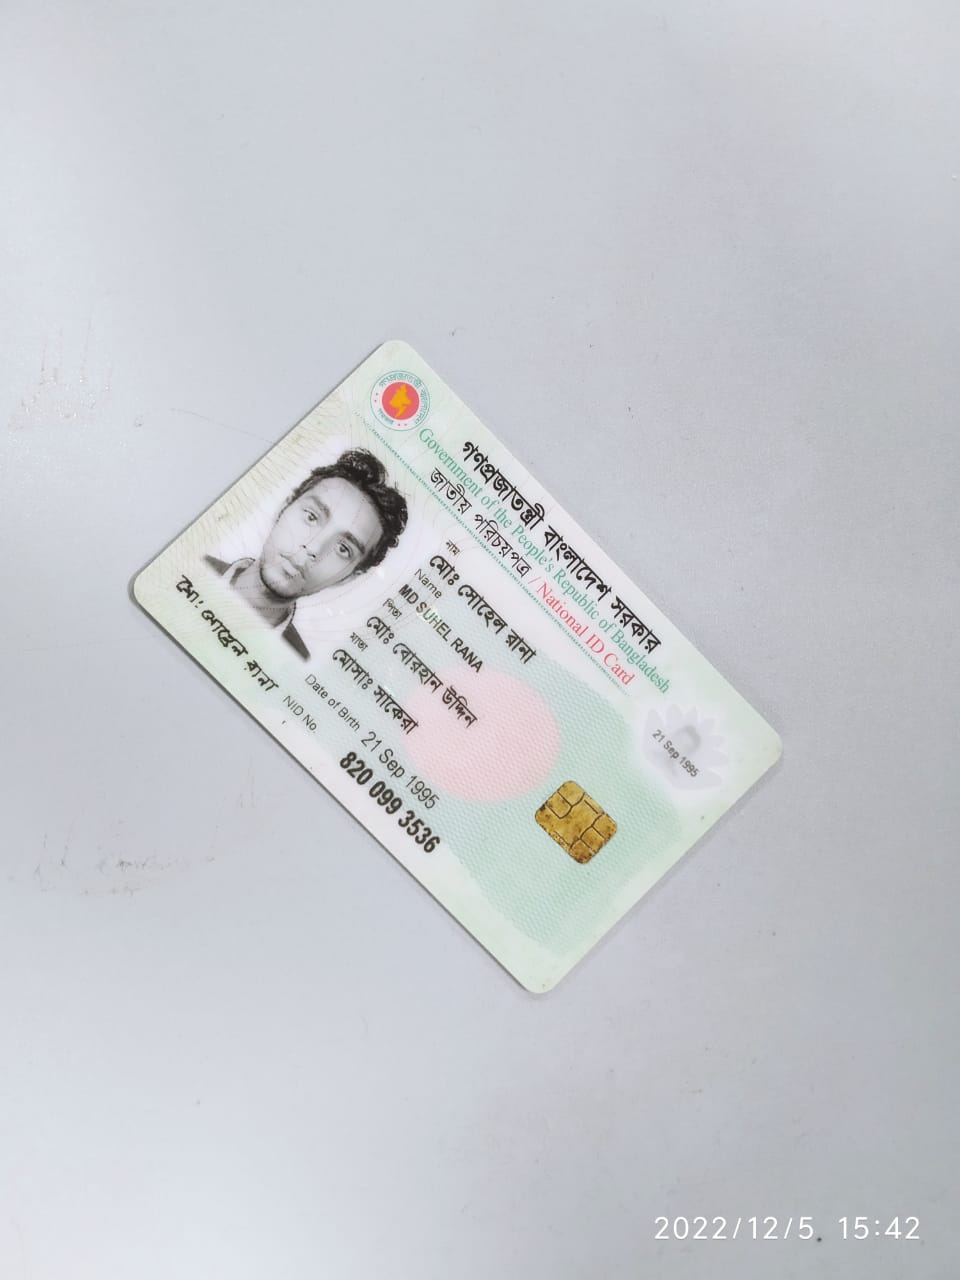 গণপ্রজাতন্ত্রী বাংলাদেশ সরকার
Government of the People's Republic of Bangladesh
জাতীয় পরিচয়পত্র / National ID Card
নাম
মোঃ সোহেল রানা
Name
MD SUHEL RANA
পিতা
মোঃ বোরহান উদ্দিন
মাতা
মোসাঃ সাকেরা
Date of Birth 21 Sep 1995
NID No. 820 099 3536
মো: সোহেল রানা
21 Sep 1995
2022/12/5 15:42